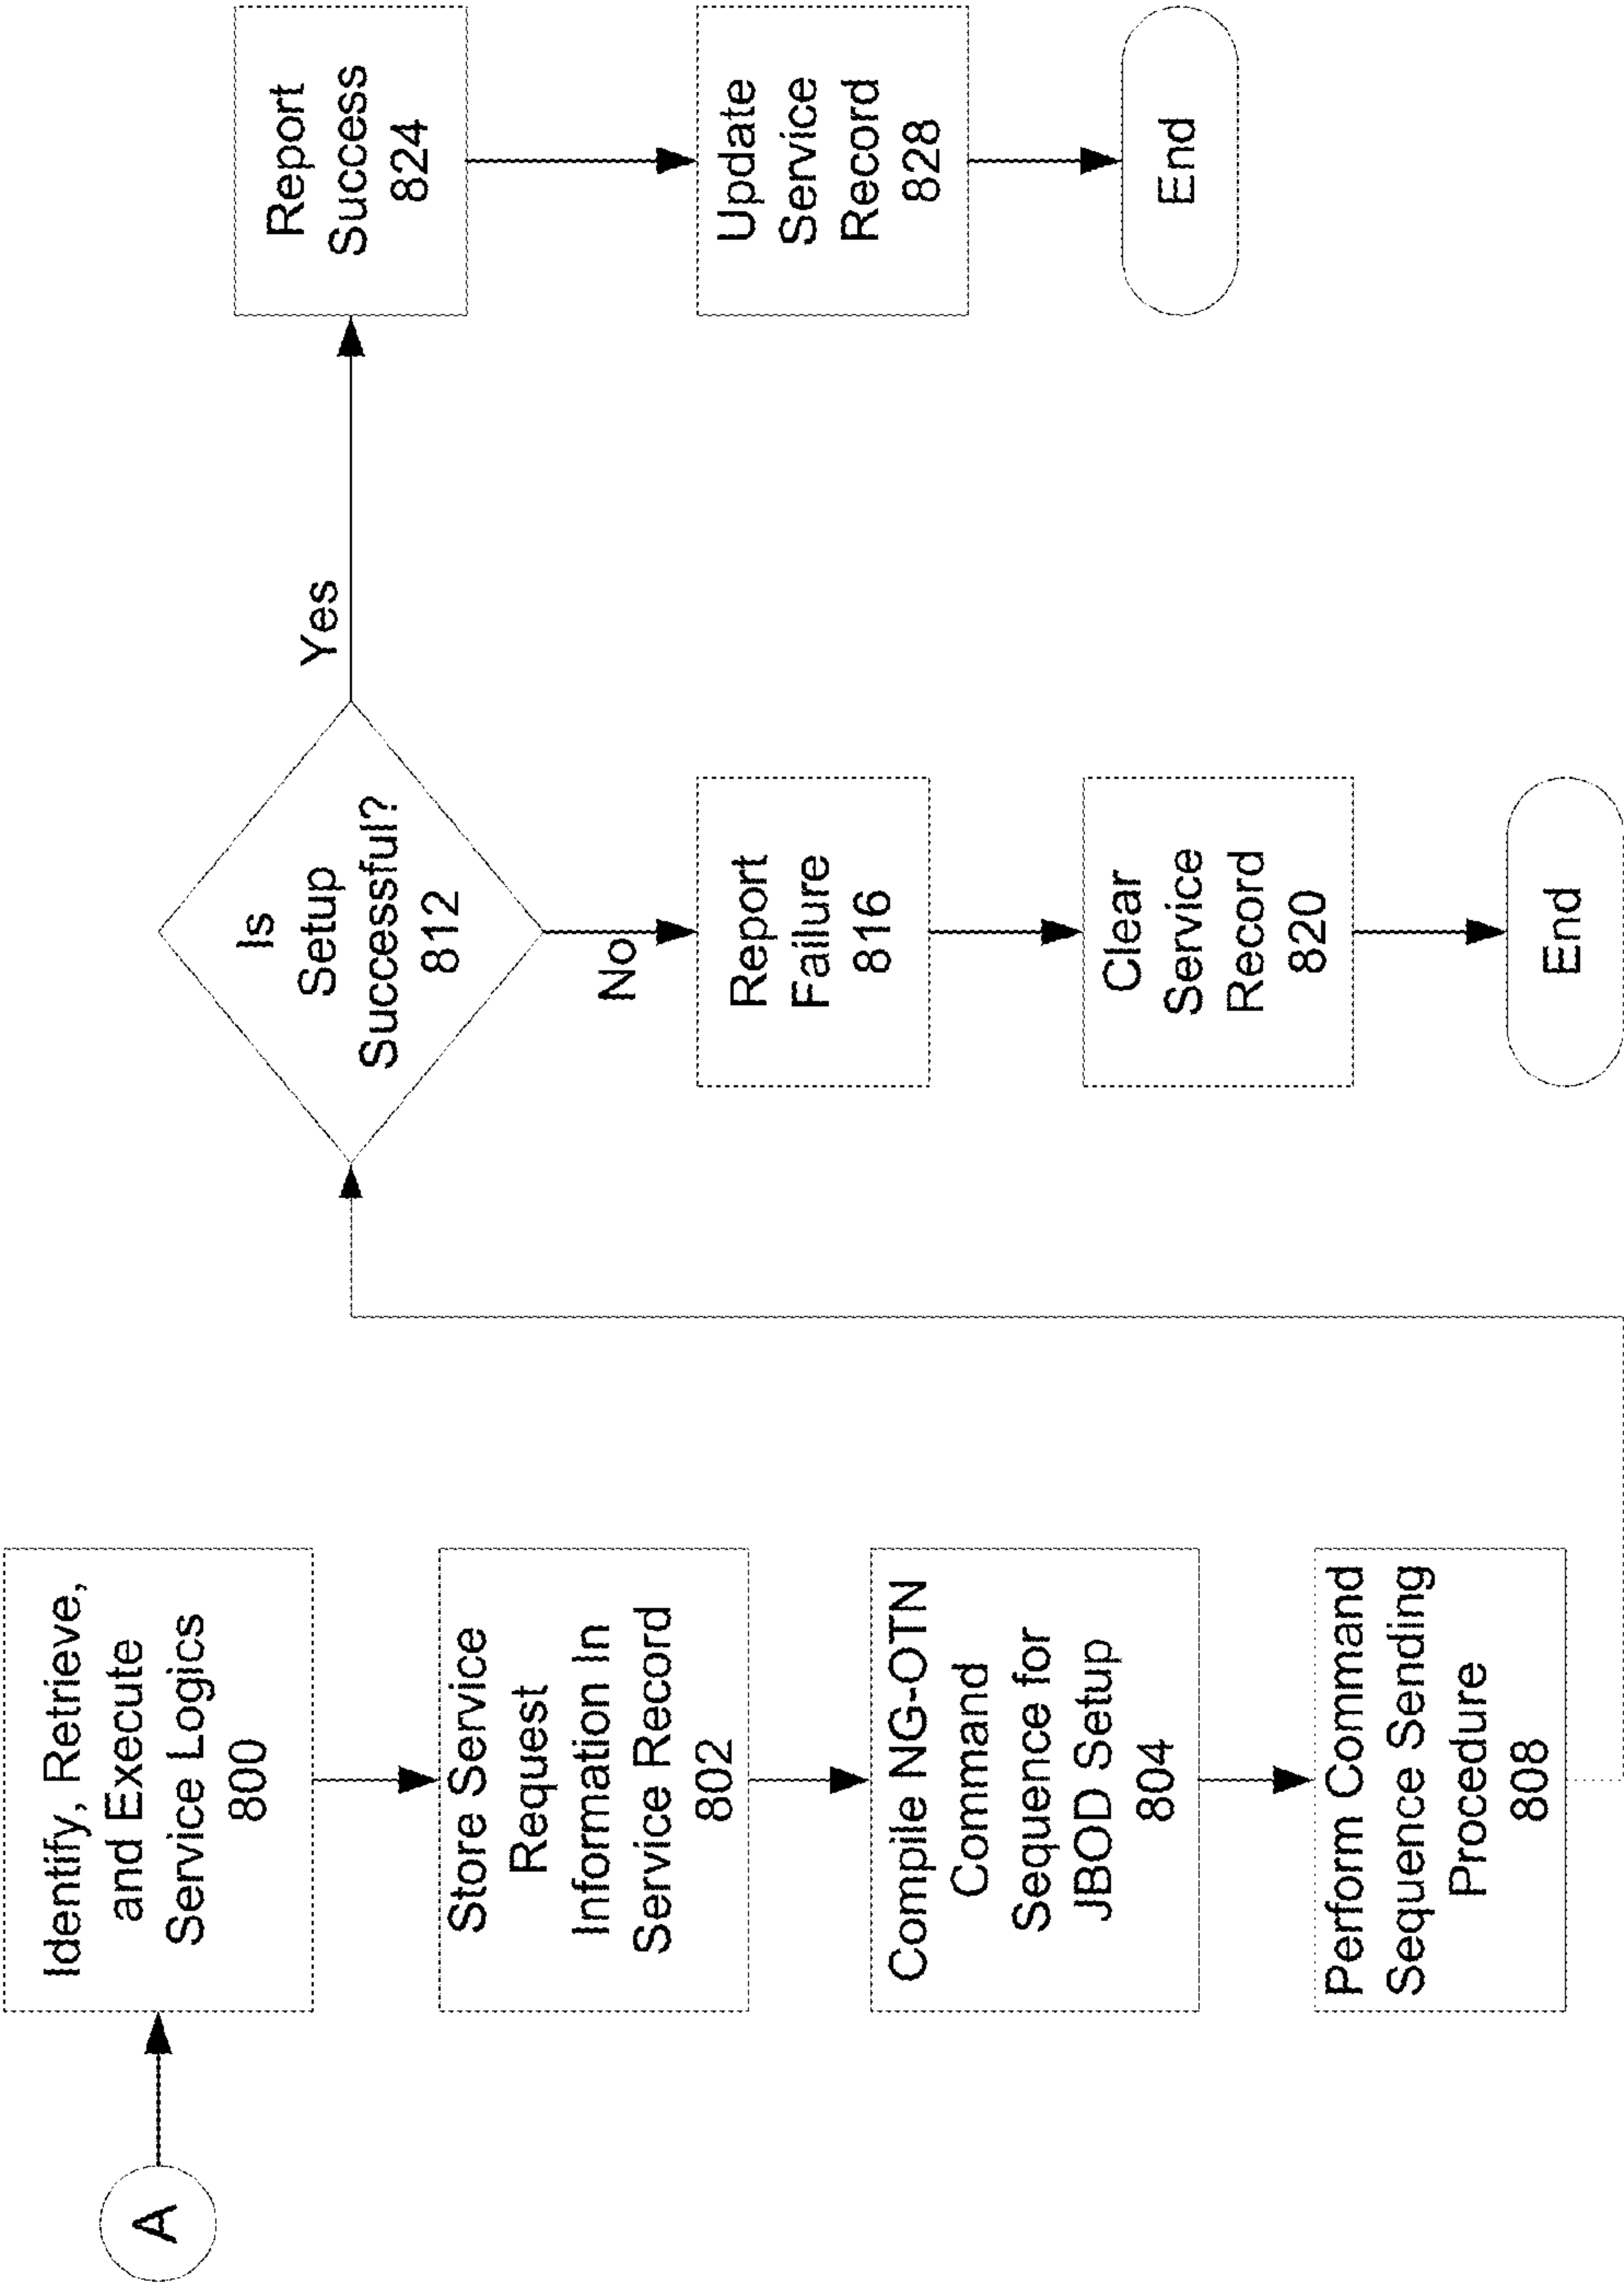 A
Identify, Retrieve,
and Execute
Service Logics
800
Store Service
Request
Information In
Service Record
802
Compile NG-OTN
Command
Sequence for
JBOD Setup
804
Perform Command
Sequence Sending
Procedure
808
Is
Setup
Successful?
812
Yes
No
Report
Failure
816
Clear
Service
Record
820
End
Report
Success
824
Update
Service
Record
828
End